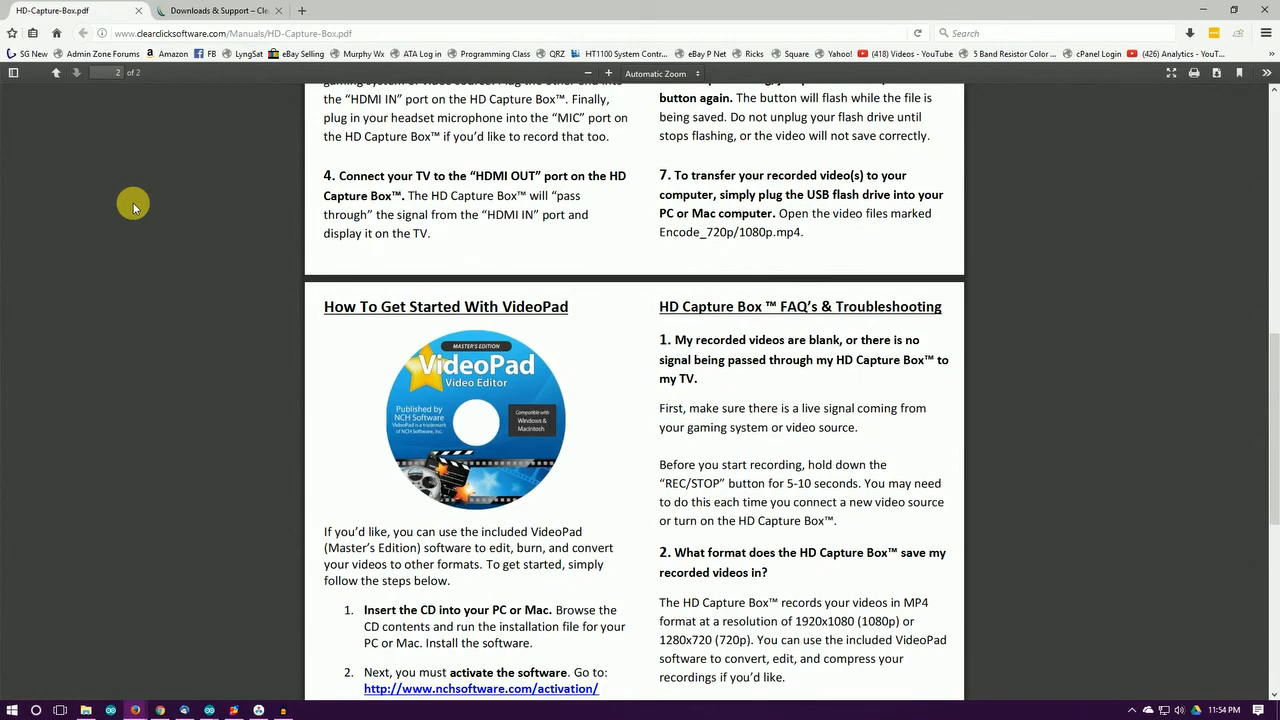 HD-Capture-Box.pdf
Downloads & Support – Cle
www.clearclicksoftware.com/Manuals/HD-Capture-Box.pdf
Search
SG New
Admin Zone Forums
Amazon
FB
LyngSat
eBay Selling
Murphy
ATA Log in
Programming Class
QRZ
HT1100 System Contr...
eBay P Net
Ricks
Square
Yahoo!
(418) Videos - YouTube
5 Band Resistor Color ...
cPanel Login
(426) Analytics - YouT...
2 of 2
Automatic Zoom
the “HDMI IN” port on the HD Capture Box™. Finally,
plug in your headset microphone into the “MIC” port on
the HD Capture Box™ if you’d like to record that too.
4. Connect your TV to the “HDMI OUT” port on the HD
Capture Box™. The HD Capture Box™ will “pass
through” the signal from the “HDMI IN” port and
display it on the TV.
button again. The button will flash while the file is
being saved. Do not unplug your flash drive until
stops flashing, or the video will not save correctly.
7. To transfer your recorded video(s) to your
computer, simply plug the USB flash drive into your
PC or Mac computer. Open the video files marked
Encode_720p/1080p.mp4.
How To Get Started With VideoPad
MASTER'S EDITION
VideoPad
Video Editor
Published by
NCH Software
VideoPad is a trademark
of NCH Software, Inc.
Compatible with
Windows &
Macintosh
If you’d like, you can use the included VideoPad
(Master’s Edition) software to edit, burn, and convert
your videos to other formats. To get started, simply
follow the steps below.
1. Insert the CD into your PC or Mac. Browse the
CD contents and run the installation file for your
PC or Mac. Install the software.
2. Next, you must activate the software. Go to:
http://www.nchsoftware.com/activation/
HD Capture Box ™ FAQ’s & Troubleshooting
1. My recorded videos are blank, or there is no
signal being passed through my HD Capture Box™ to
my TV.
First, make sure there is a live signal coming from
your gaming system or video source.
Before you start recording, hold down the
“REC/STOP” button for 5-10 seconds. You may need
to do this each time you connect a new video source
or turn on the HD Capture Box™.
2. What format does the HD Capture Box™ save my
recorded videos in?
The HD Capture Box™ records your videos in MP4
format at a resolution of 1920x1080 (1080p) or
1280x720 (720p). You can use the included VideoPad
software to convert, edit, and compress your
recordings if you’d like.
11:54 PM